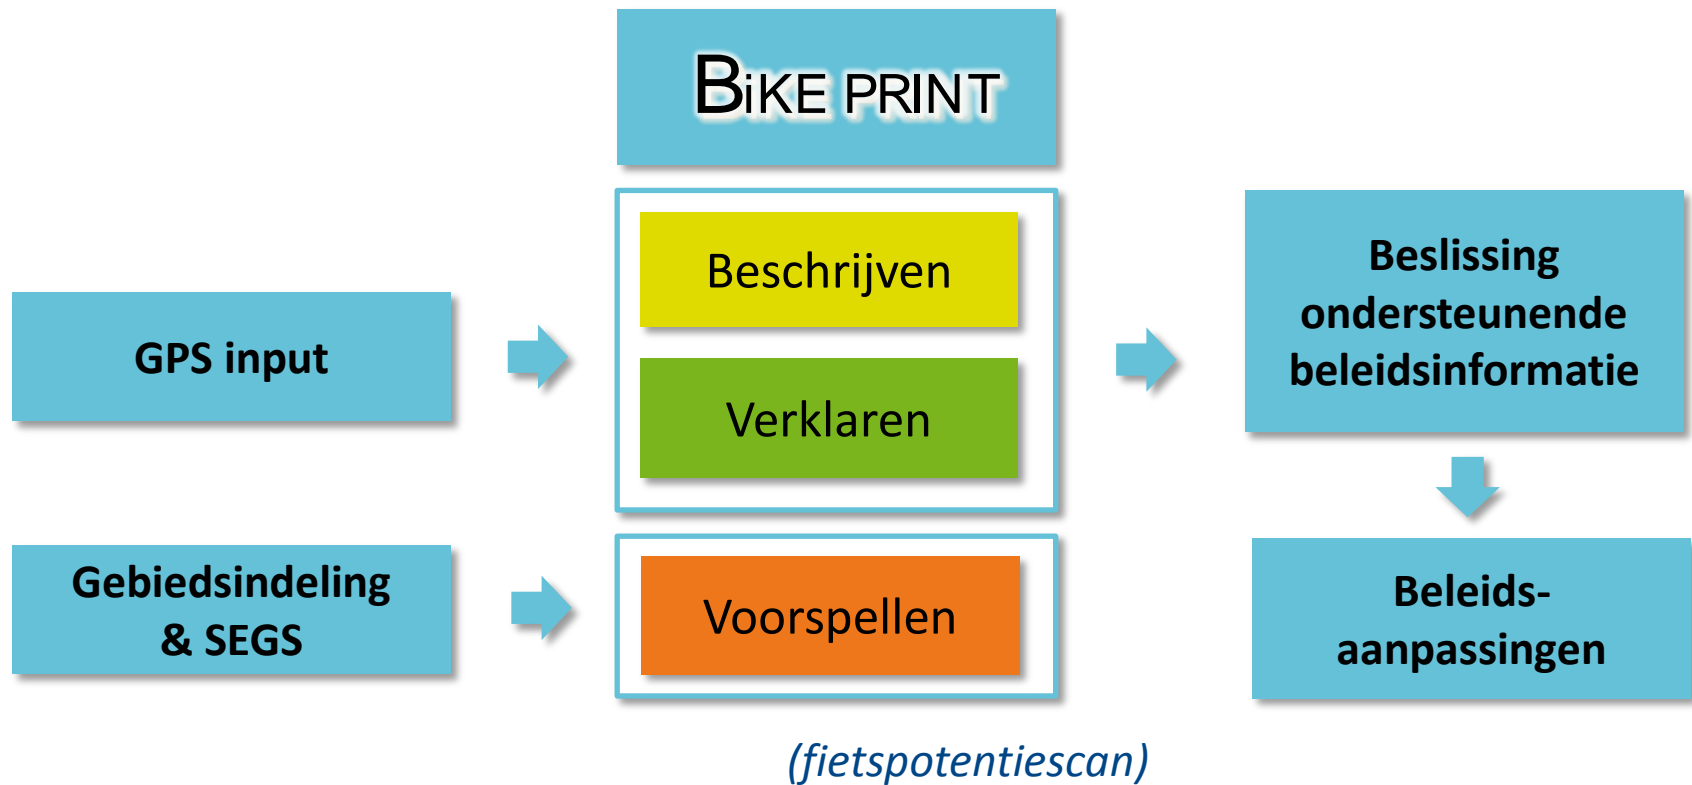 BiKE PRINT
GPS input
Beschrijven
Verklaren
Beslissing
ondersteunende
beleidsinformatie
Gebiedsindeling
& SEGS
Voorspellen
Beleids-
aanpassingen
(fietspotentiescan)